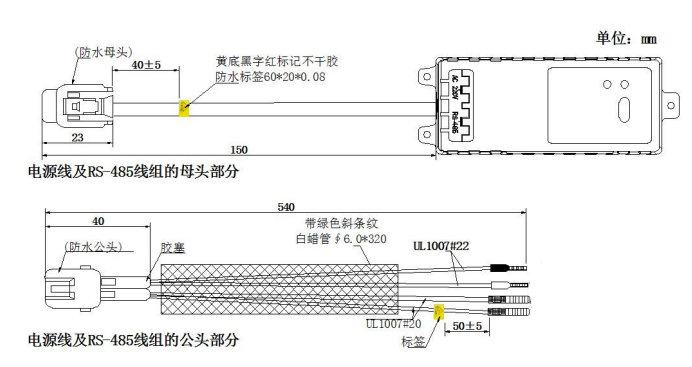 单位: mm
(防水母头)
40±5
黄底黑字红标记不干胶
防水标签60*20*0.08
AC 220V
RS-485
23
150
电源线及RS-485线组的母头部分
540
40
带绿色斜条纹
白蜡管∮6.0*320
(防水公头)
胶塞
UL1007#22
UL1007#20
50±5
标签
电源线及RS-485线组的公头部分